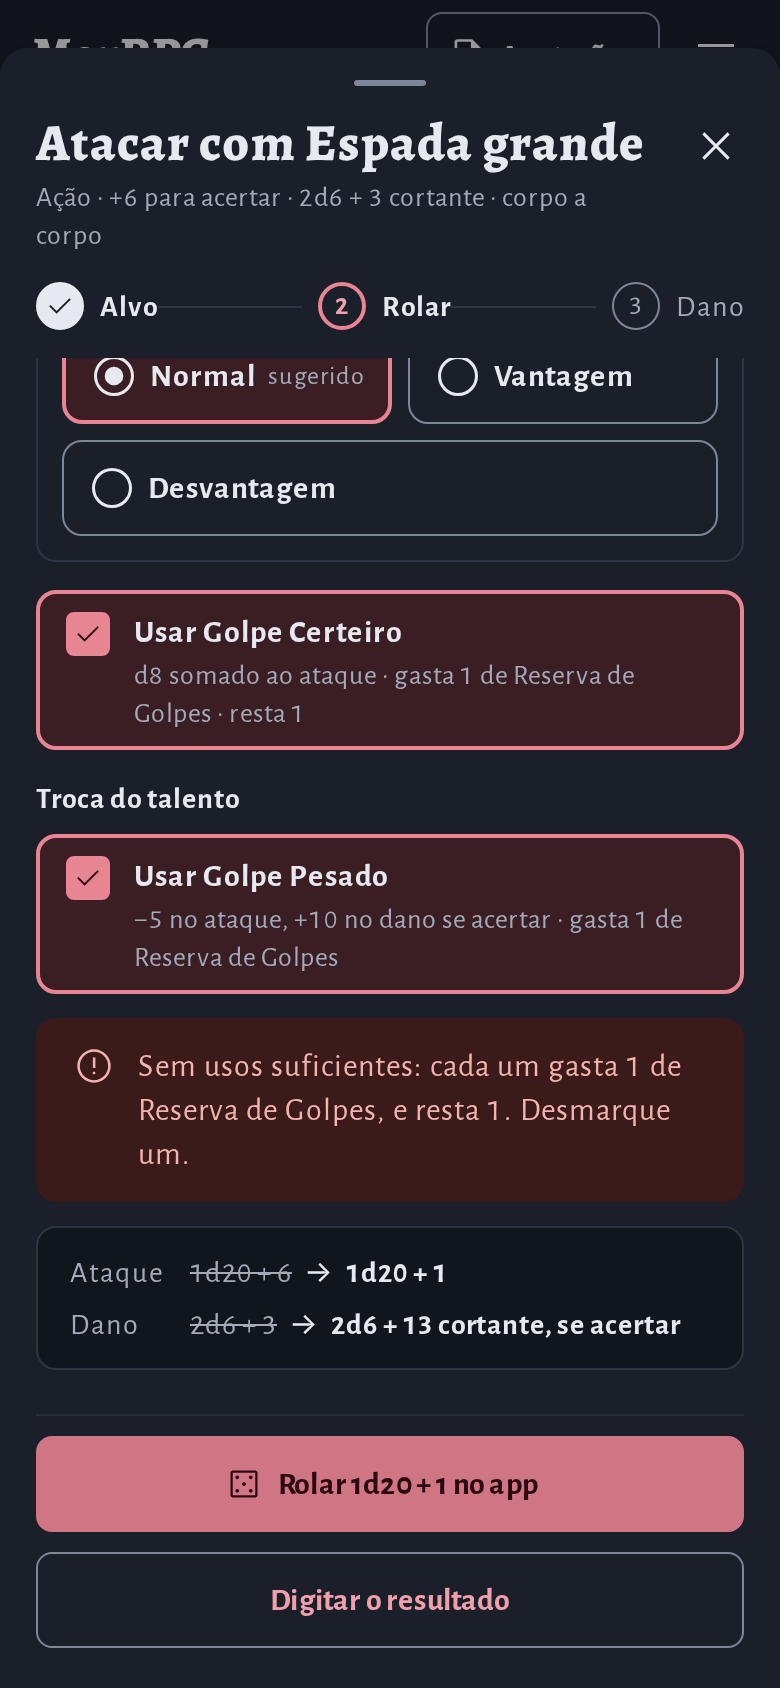 Atacar com Espada grande
Ação · +6 para acertar · 2d6 + 3 cortante · corpo a
corpo
Alvo
2 Rolar
3 Dano
Normal sugerido
Vantagem
Desvantagem
Usar Golpe Certeiro
d8 somado ao ataque · gasta 1 de Reserva de
Golpes · resta 1
Troca do talento
Usar Golpe Pesado
−5 no ataque, +10 no dano se acertar · gasta 1 de
Reserva de Golpes
Sem usos suficientes: cada um gasta 1 de
Reserva de Golpes, e resta 1. Desmarque
um.
Ataque 1d20 + 6 → 1d20 + 1
Dano 2d6 + 3 → 2d6 + 13 cortante, se acertar
Rolar 1d20 + 1 no app
Digitar o resultado